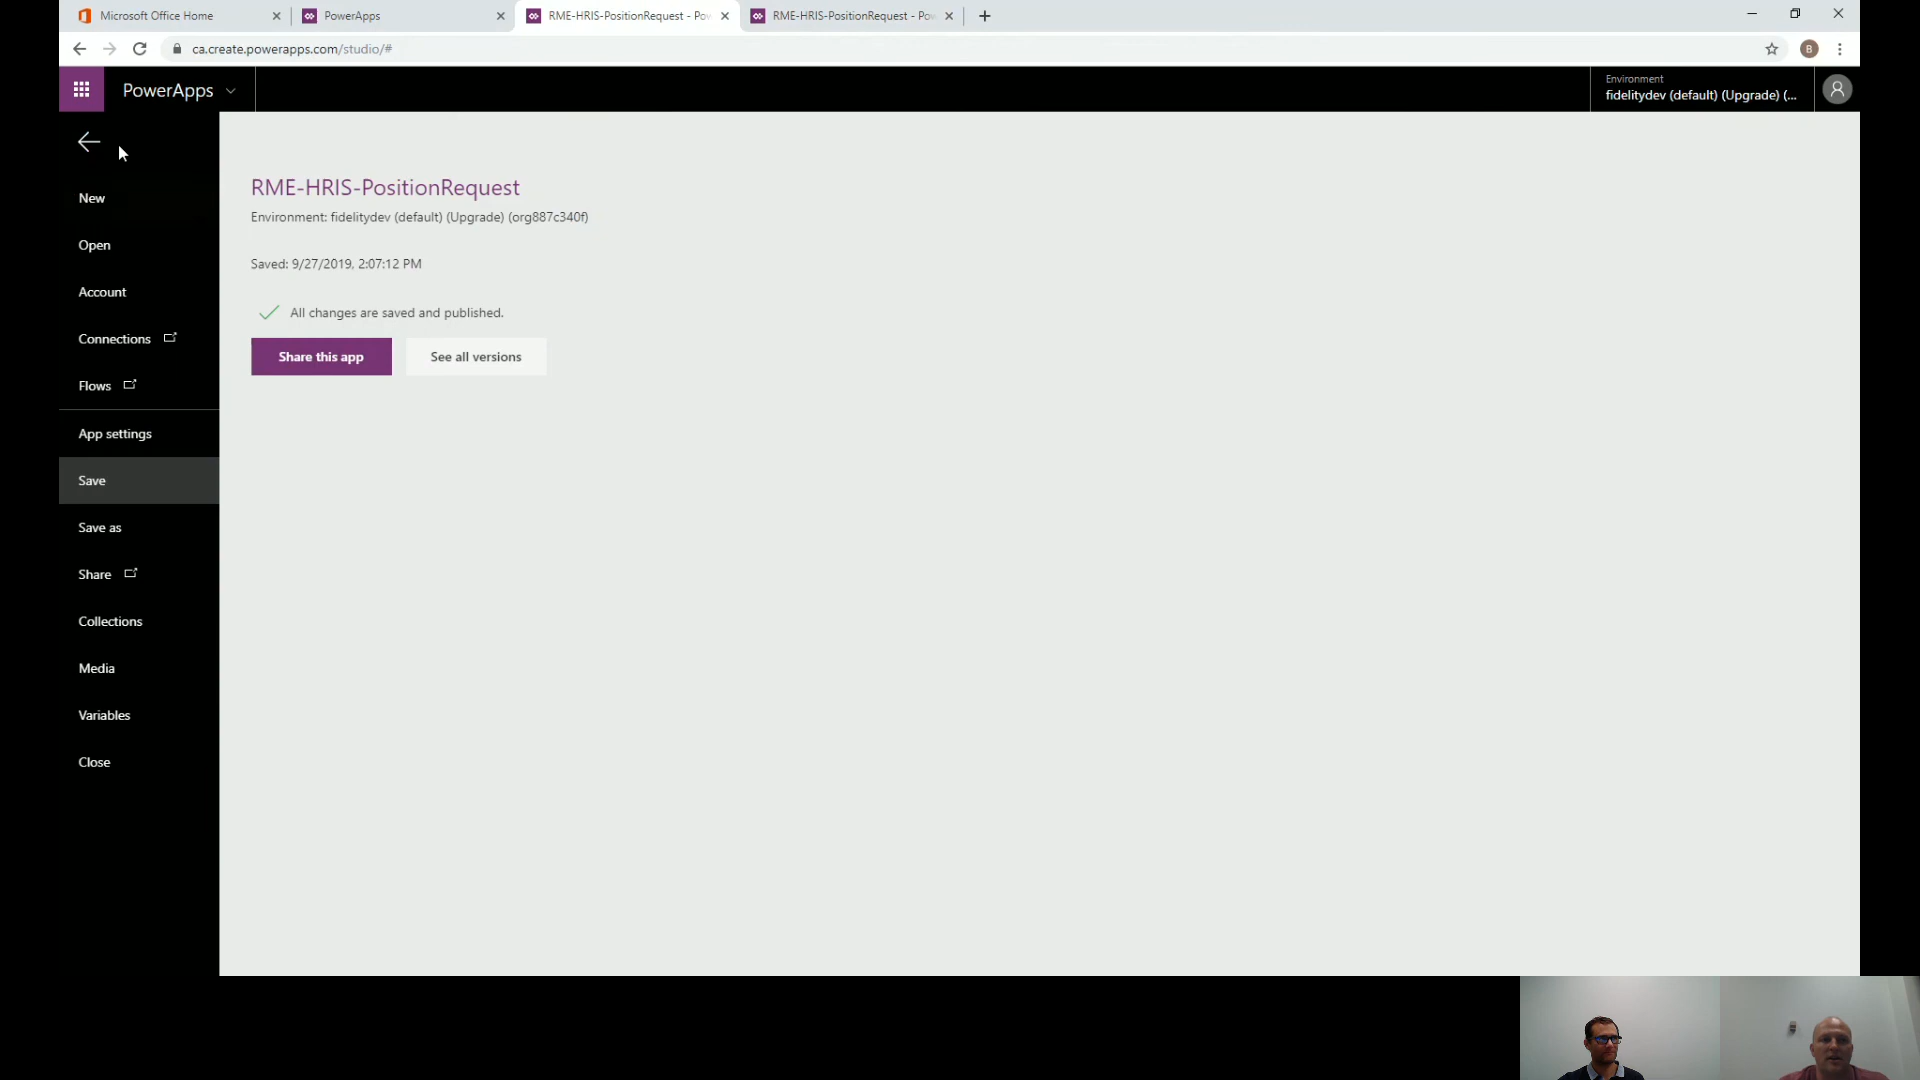 Microsoft Office Home
PowerApps
RME-HRIS-PositionRequest - Pow
RME-HRIS-PositionRequest - Pow
ca.create.powerapps.com/studio/#
B
PowerApps
Environment
fidelitydev (default) (Upgrade) (...
New
Open
Account
Connections
Flows
App settings
Save
Save as
Share
Collections
Media
Variables
Close
RME-HRIS-PositionRequest
Environment: fidelitydev (default) (Upgrade) (org887c340f)
Saved: 9/27/2019, 2:07:12 PM
All changes are saved and published.
Share this app
See all versions